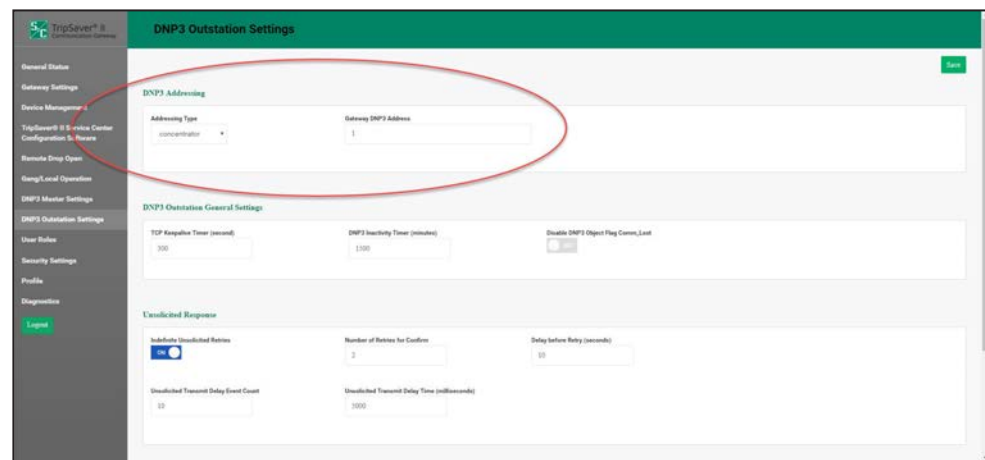 S&C TripSaver® II
Communication Gateway
DNP3 Outstation Settings
General Status
Gateway Settings
Device Management
TripSaver® II Service Center
Configuration Software
Remote Drop Open
Gang/Local Operation
DNP3 Master Settings
DNP3 Outstation Settings
User Roles
Security Settings
Profile
Diagnostics
Logout
Save
DNP3 Addressing
Addressing Type
Gateway DNP3 Address
concentrator
1
DNP3 Outstation General Settings
TCP Keepalive Timer (second)
DNP3 Inactivity Timer (minutes)
Disable DNP3 Object Flag Comm_Lost
300
OFF
Unsolicited Response
Indefinite Unsolicited Retries
Number of Retries for Confirm
Delay before Retry (seconds)
ON
2
10
Unsolicited Transmit Delay Event Count
Unsolicited Transmit Delay Time (milliseconds)
10